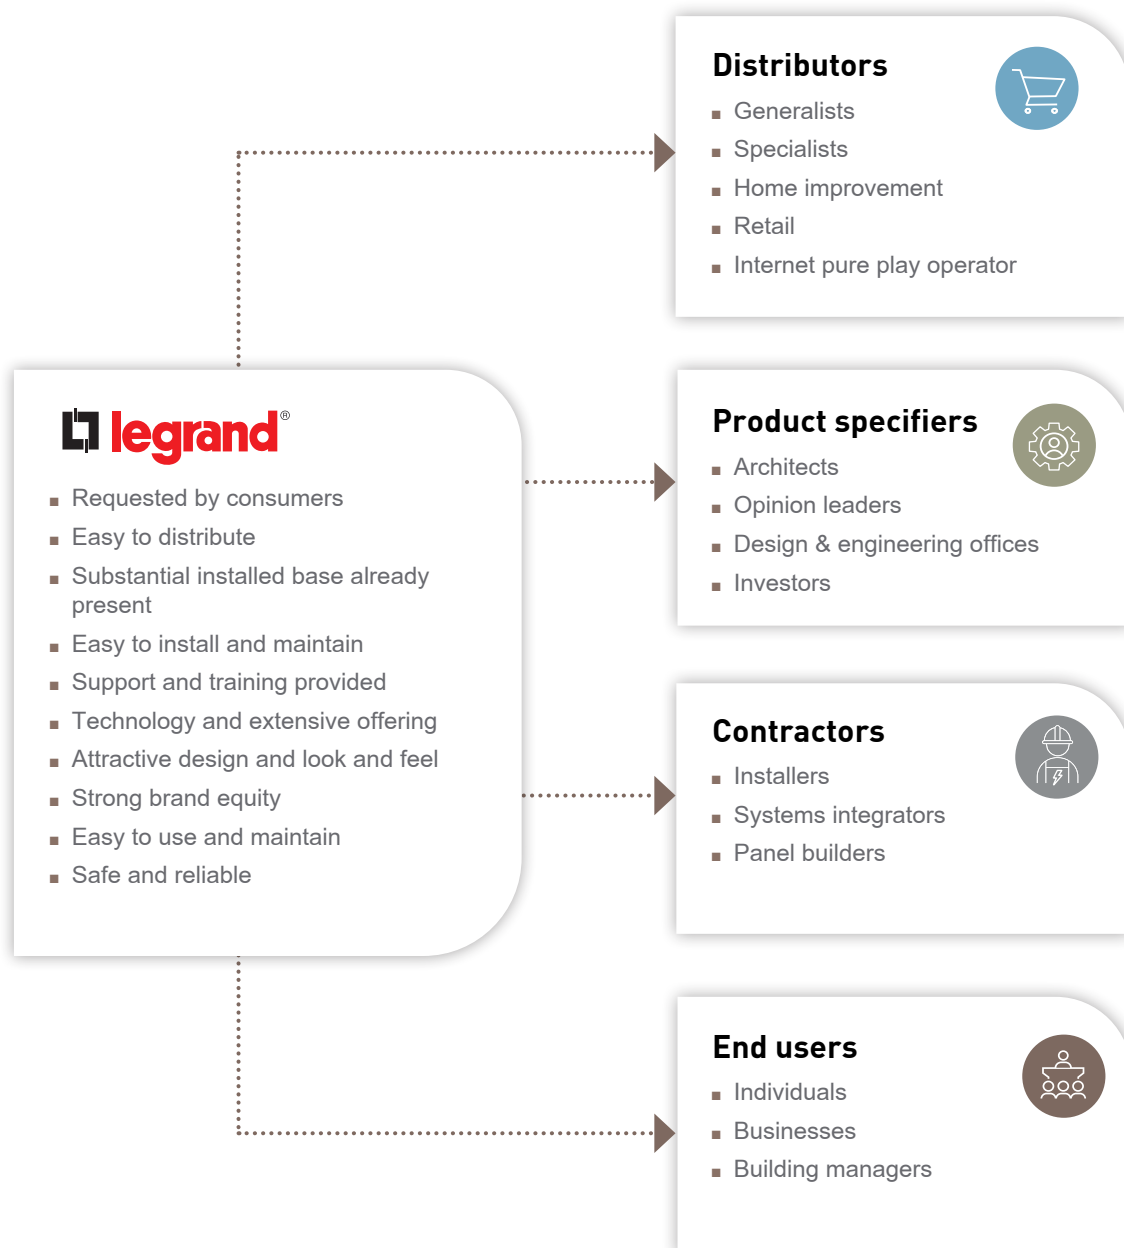 Distributors
Generalists
Specialists
Home improvement
Retail
Internet pure play operator
legrand®
Requested by consumers
Easy to distribute
Substantial installed base already
present
Easy to install and maintain
Support and training provided
Technology and extensive offering
Attractive design and look and feel
Strong brand equity
Easy to use and maintain
Safe and reliable
Product specifiers
Architects
Opinion leaders
Design & engineering offices
Investors
Contractors
Installers
Systems integrators
Panel builders
End users
Individuals
Businesses
Building managers